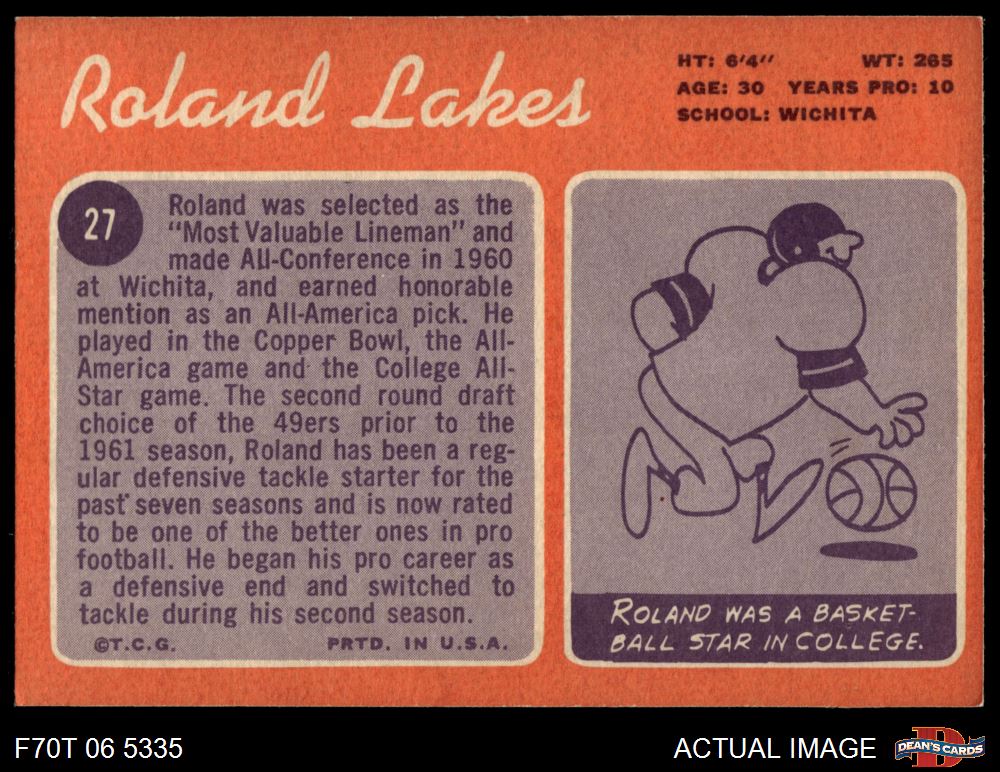 Roland Lakes
HT: 6'4" WT: 265
AGE: 30 YEARS PRO: 10
SCHOOL: WICHITA
27
Roland was selected as the
"Most Valuable Lineman" and
made All-Conference in 1960
at Wichita, and earned honorable
mention as an All-America pick. He
played in the Copper Bowl, the All-
America game and the College All-
Star game. The second round draft
choice of the 49ers prior to the
1961 season, Roland has been a reg-
ular defensive tackle starter for the
past seven seasons and is now rated
to be one of the better ones in pro
football. He began his pro career as
a defensive end and switched to
tackle during his second season.
©T.C.G. PRTD. IN U.S.A.
ROLAND WAS A BASKET-
BALL STAR IN COLLEGE.
F70T 06 5335
ACTUAL IMAGE
D
DEAN'S CARDS